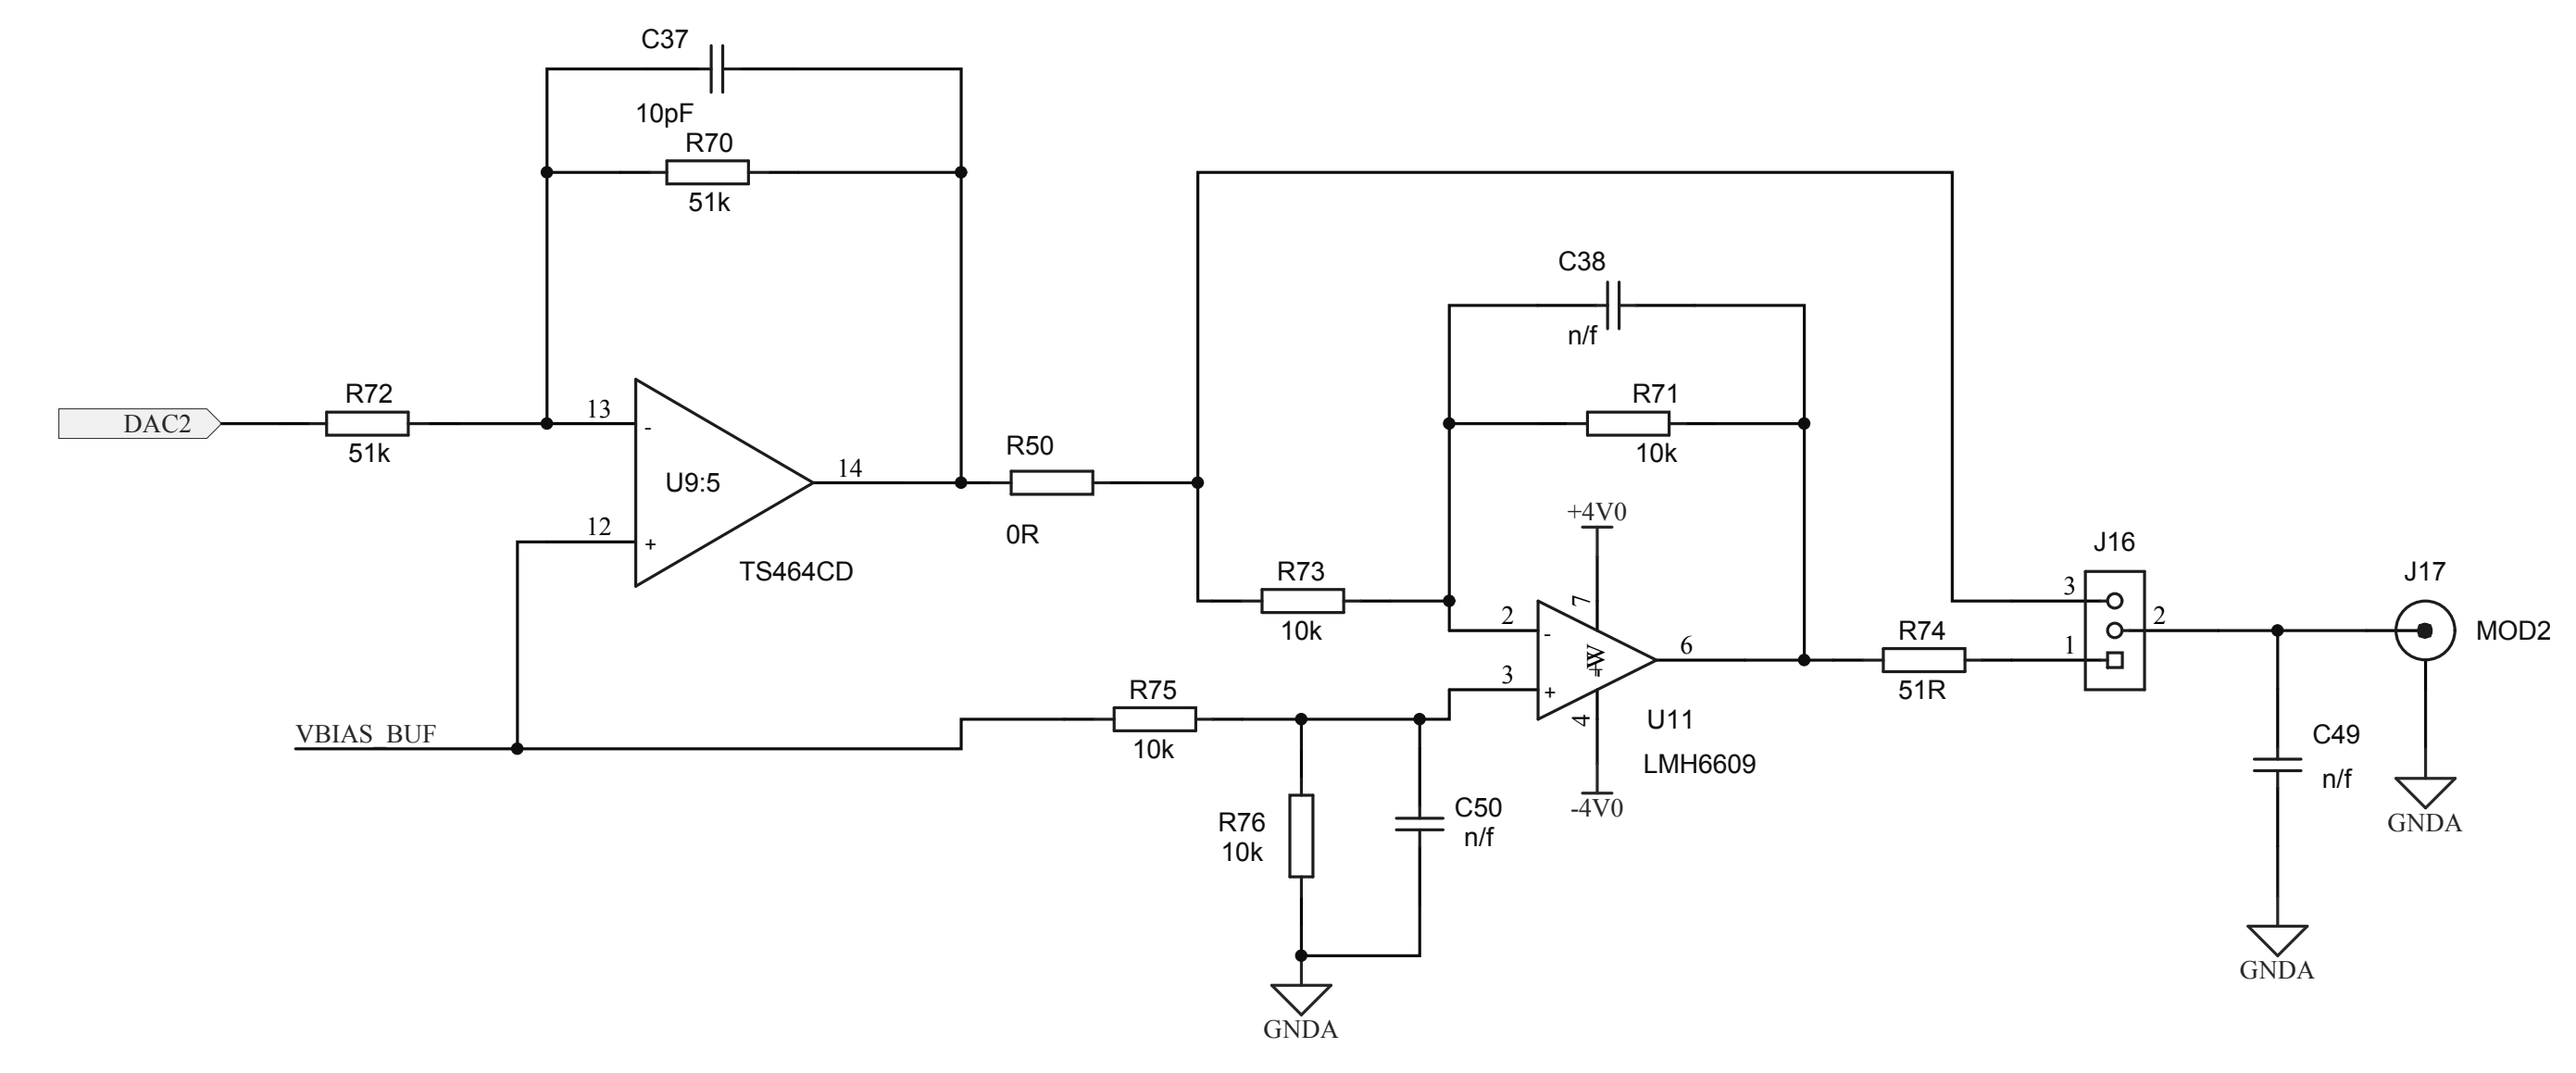 C37
10pF
R70
51k
C38
n/f
R71
10k
R72
51k
DAC2
13
-
U9:5
12
+
14
TS464CD
R50
0R
+4V0
R73
10k
7
2
-
3
+
6
4
U11
LMH6609
-4V0
R74
51R
J16
3
2
1
J17
MOD2
GNDA
C49
n/f
GNDA
VBIAS_BUF
R75
10k
R76
10k
C50
n/f
GNDA